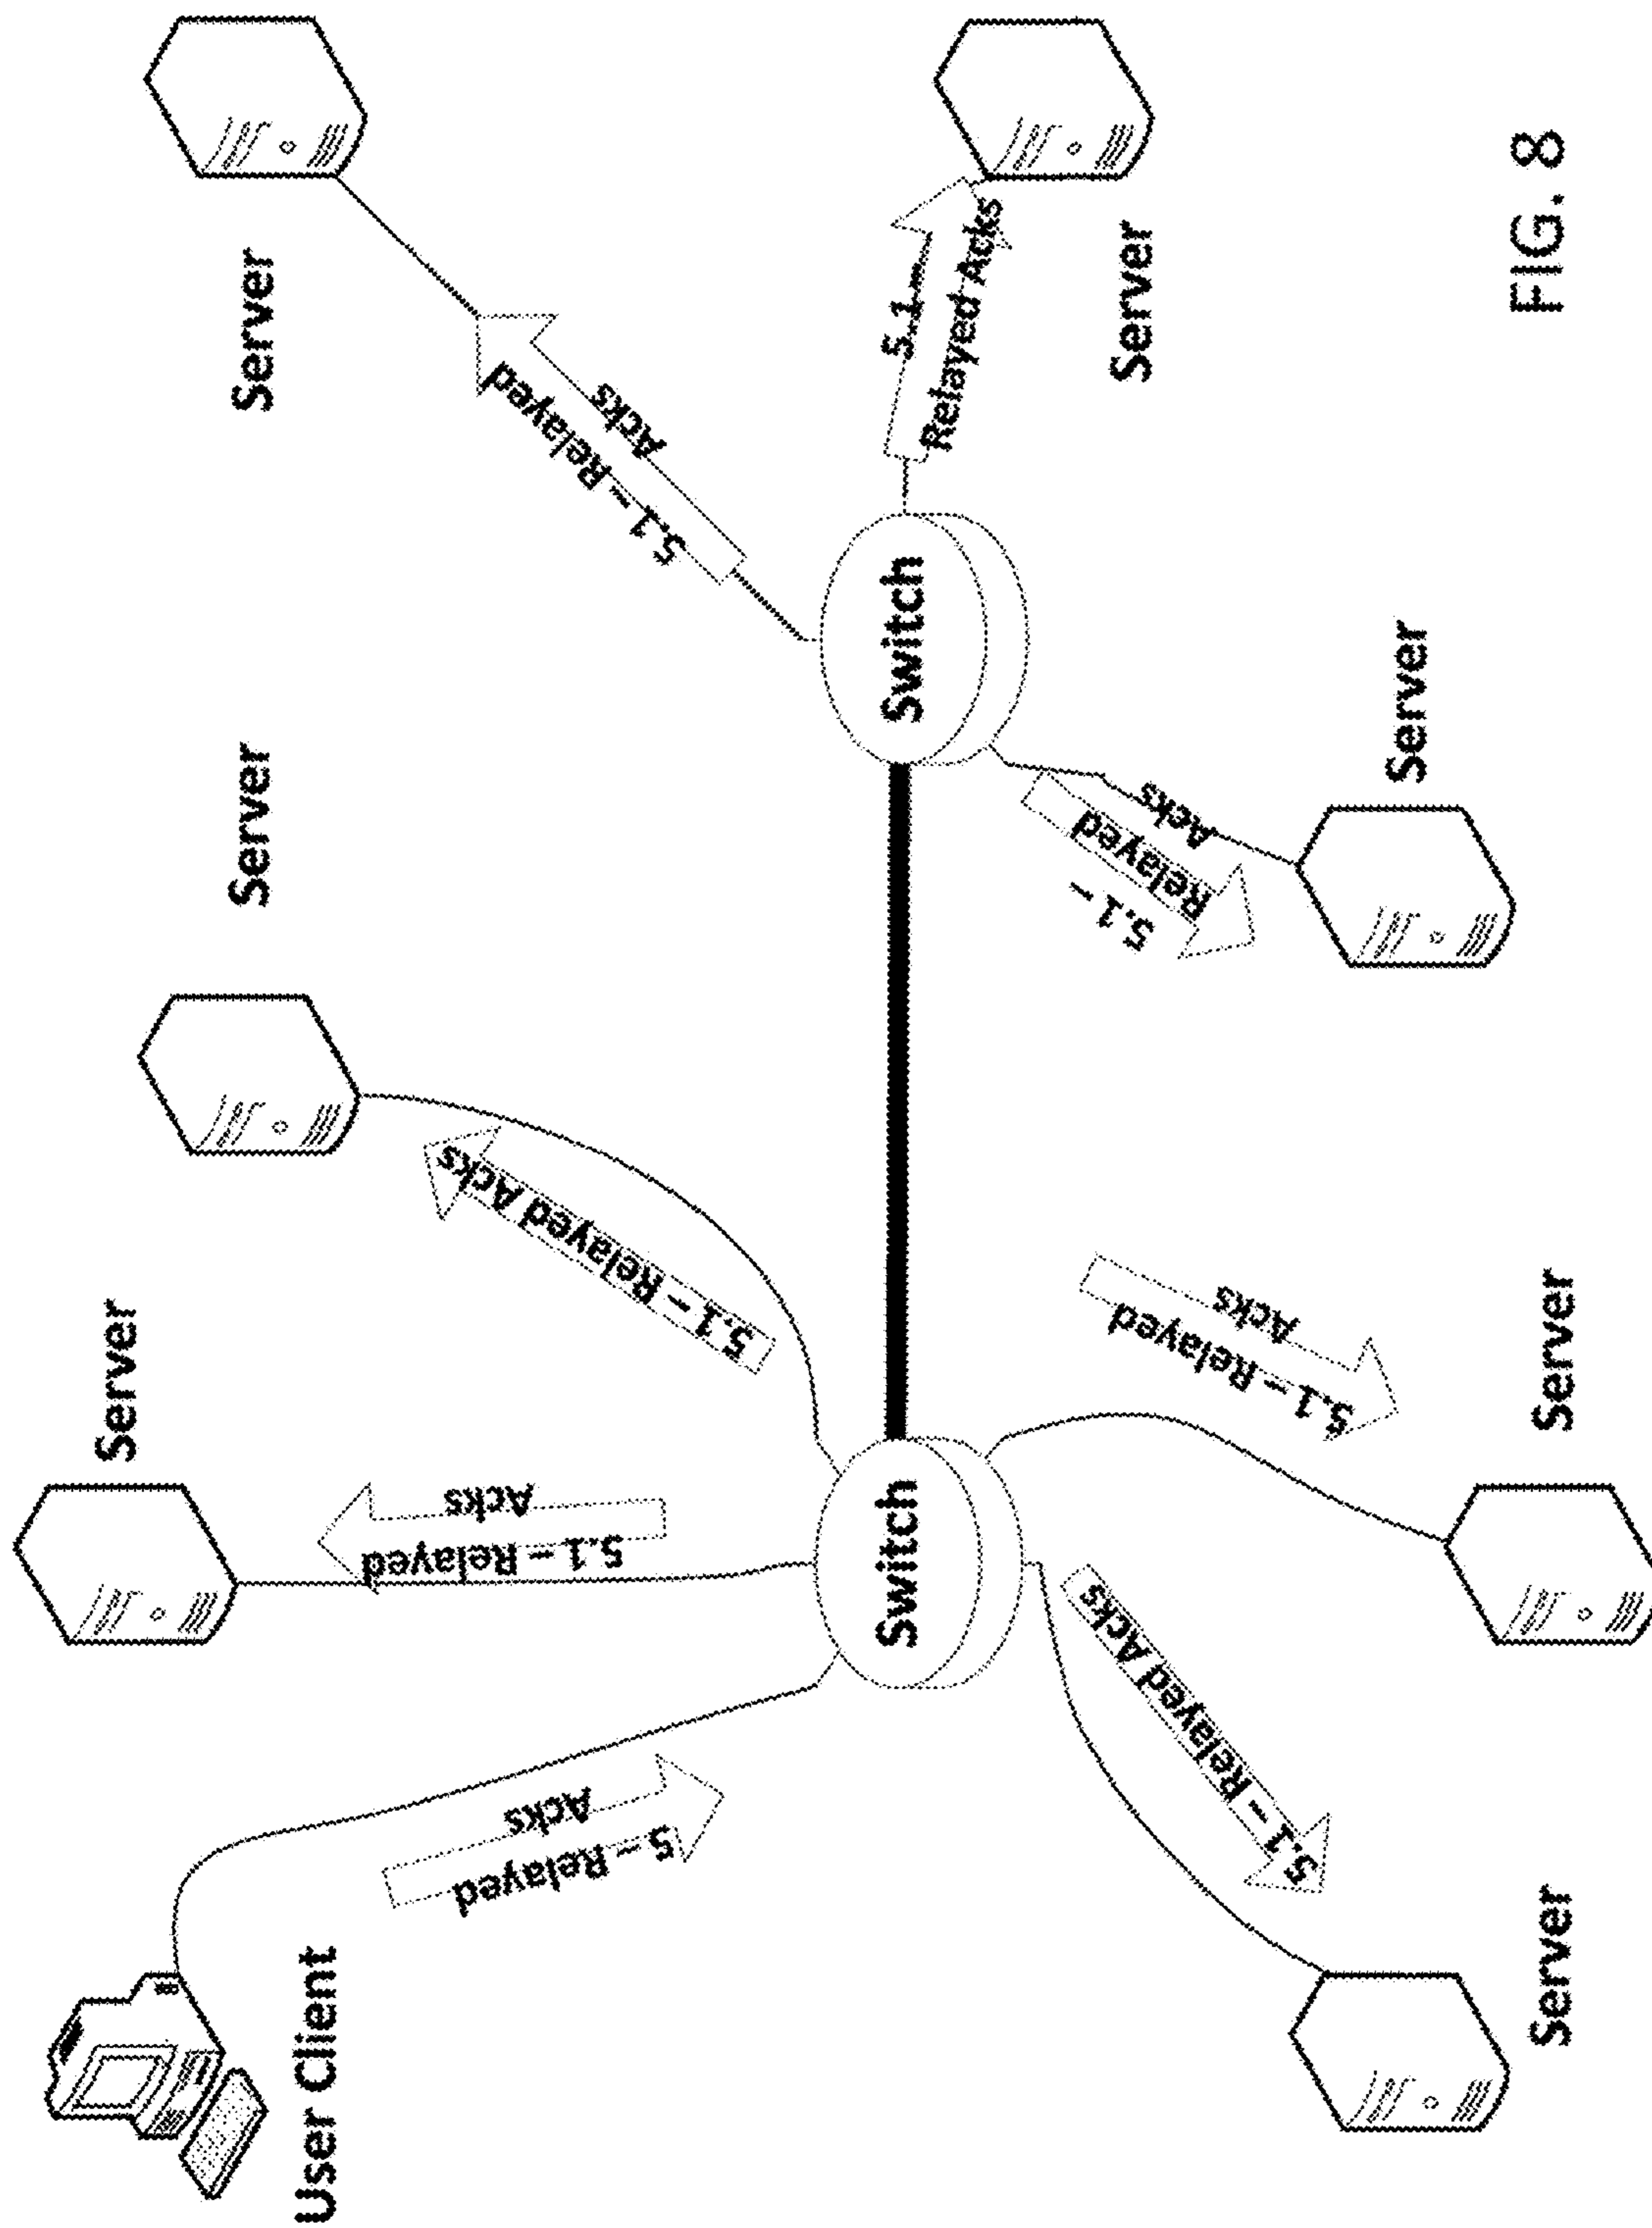 Server
Server
Server
User Client
5 – Relayed
Acks
5.1 – Relayed
Acks
5.1 – Relayed Acks
5.1 – Relayed
Acks
Switch
Switch
5.1 –
Relayed Acks
Server
5.1 – Relayed Acks
5.1 – Relayed
Acks
5.1 –
Relayed
Acks
Server
Server
Server
FIG. 8